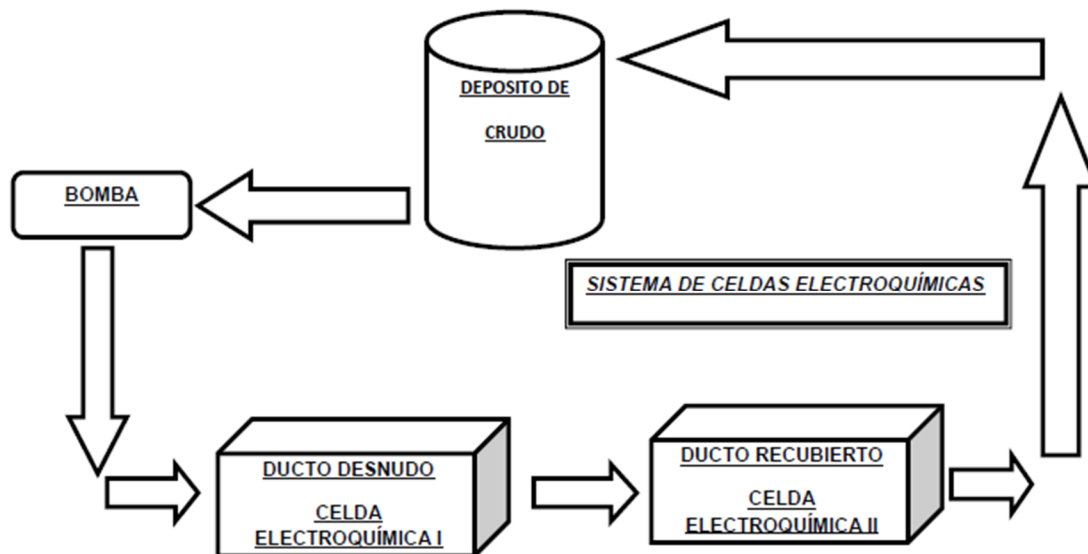 DEPOSITO DE
CRUDO
BOMBA
SISTEMA DE CELDAS ELECTROQUÍMICAS
DUCTO DESNUDO
CELDA
ELECTROQUÍMICA I
DUCTO RECUBIERTO
CELDA
ELECTROQUÍMICA II